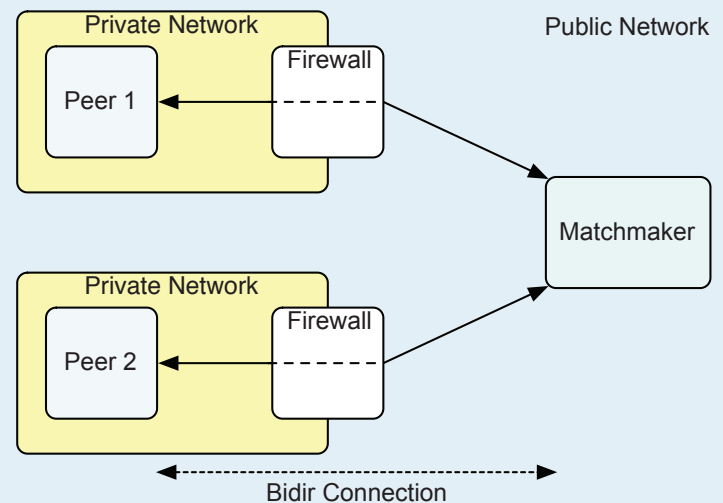 Private Network
Public Network
Firewall
Peer 1
Matchmaker
Private Network
Firewall
Peer 2
Bidir Connection